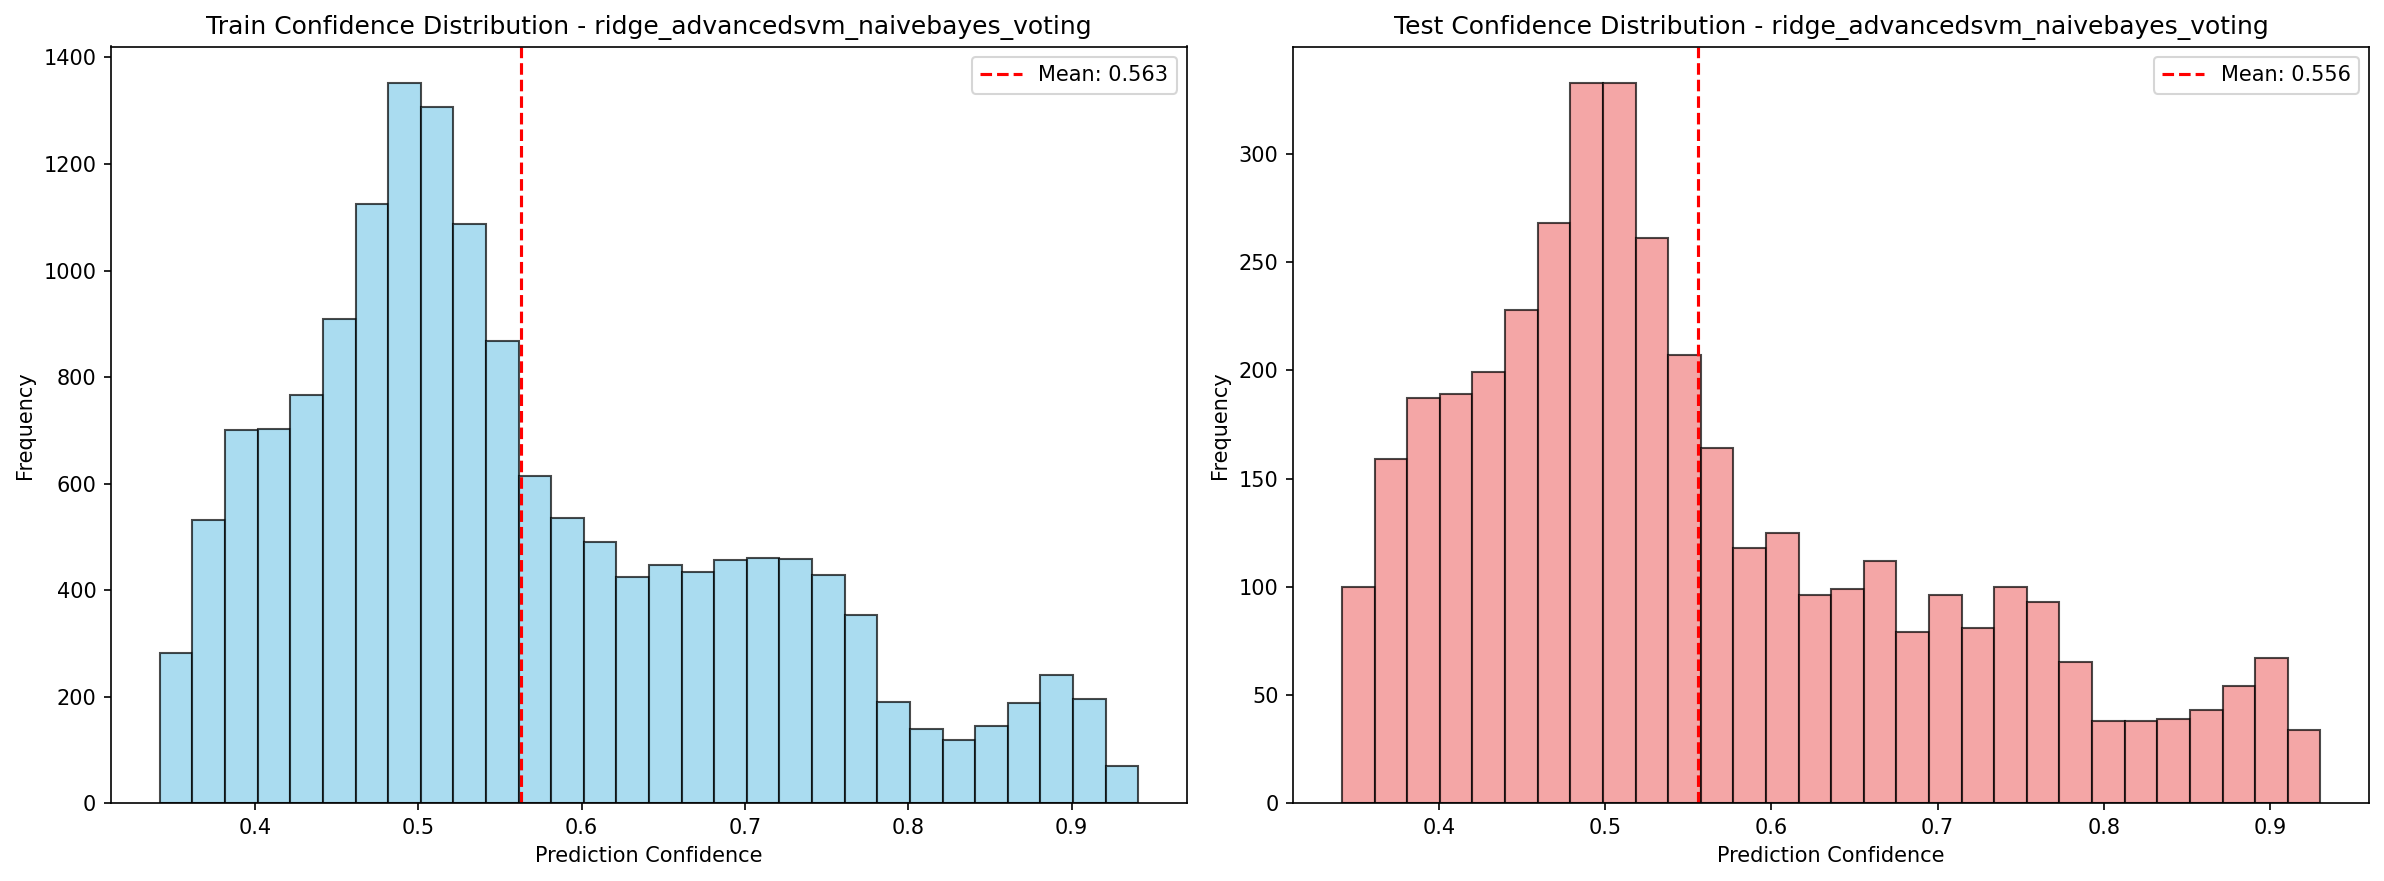 Train Confidence Distribution - ridge_advancedsvm_naivebayes_voting
Mean: 0.563
1400
1200
1000
800
600
400
200
0
Frequency
0.4 0.5 0.6 0.7 0.8 0.9
Prediction Confidence
Test Confidence Distribution - ridge_advancedsvm_naivebayes_voting
Mean: 0.556
300
250
200
150
100
50
0
Frequency
0.4 0.5 0.6 0.7 0.8 0.9
Prediction Confidence